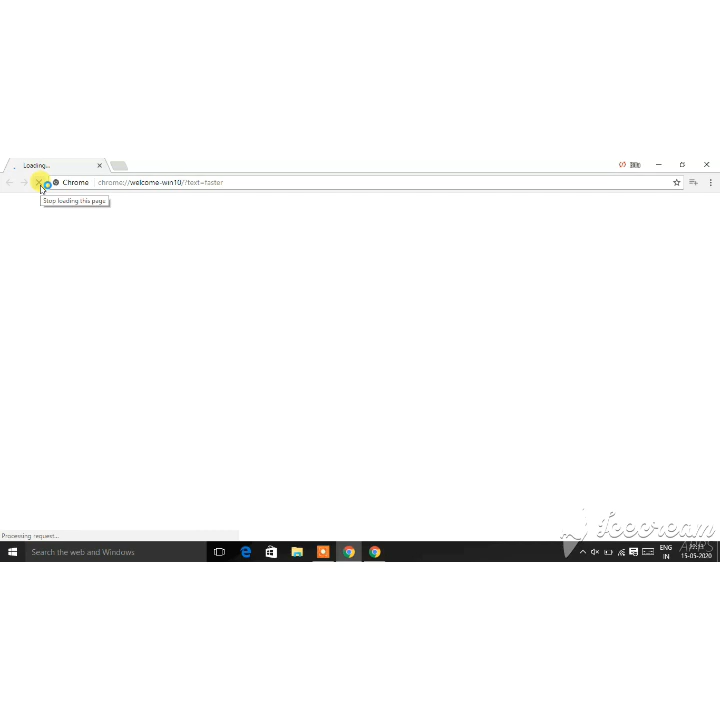 Loading...
Chrome
chrome://welcome-win10/?text=faster
Stop loading this page
Processing request...
Icecream
APPS
Search the web and Windows
ENG
IN
15-05-2020